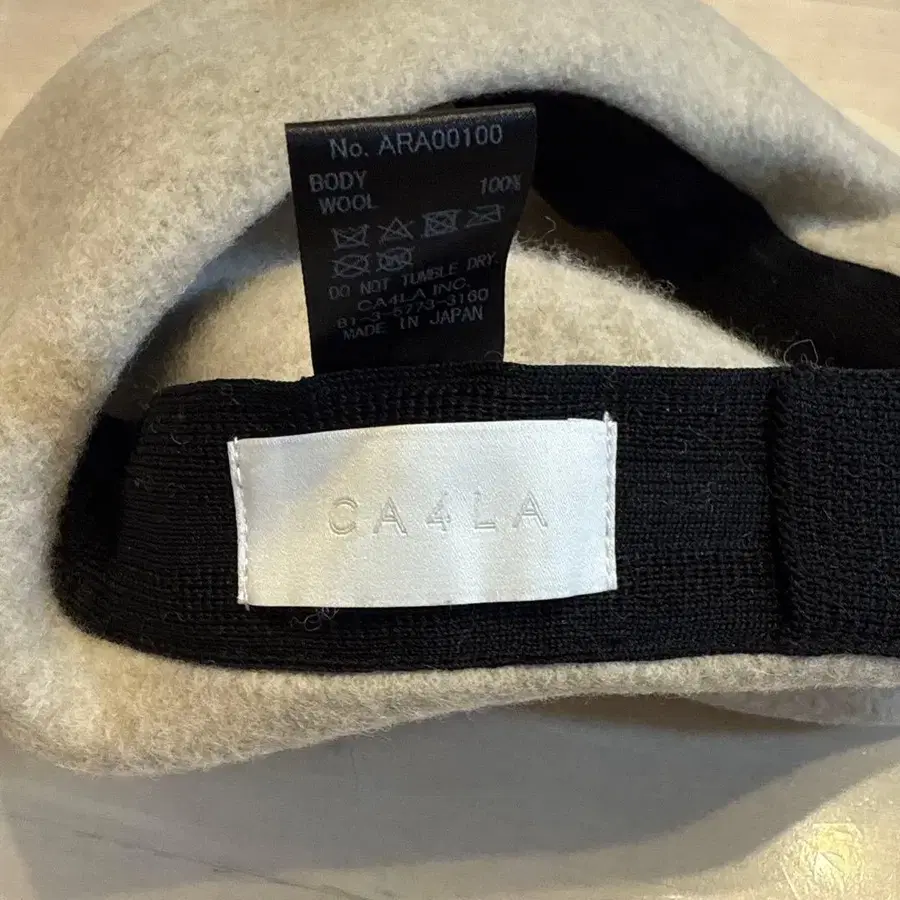 No. ARA00100
BODY
WOOL 100%
DO NOT TUMBLE DRY.
CA4LA INC.
81-3-5773-3160
MADE IN JAPAN
CA4LA